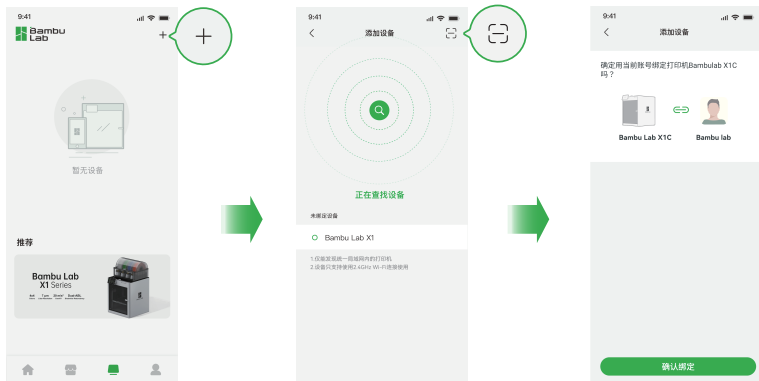 9:41
Bambu
Lab
暂无设备
推荐
Bambu Lab
X1 Series
9:41
添加设备
正在查找设备
未绑定设备
Bambu Lab X1
1.仅能发现统一局域网内的打印机
2.设备只支持使用2.4GHz Wi-Fi连接使用
9:41
添加设备
确定用当前账号绑定打印机Bambulab X1C
吗？
Bambu Lab X1C
Bambu lab
确认绑定